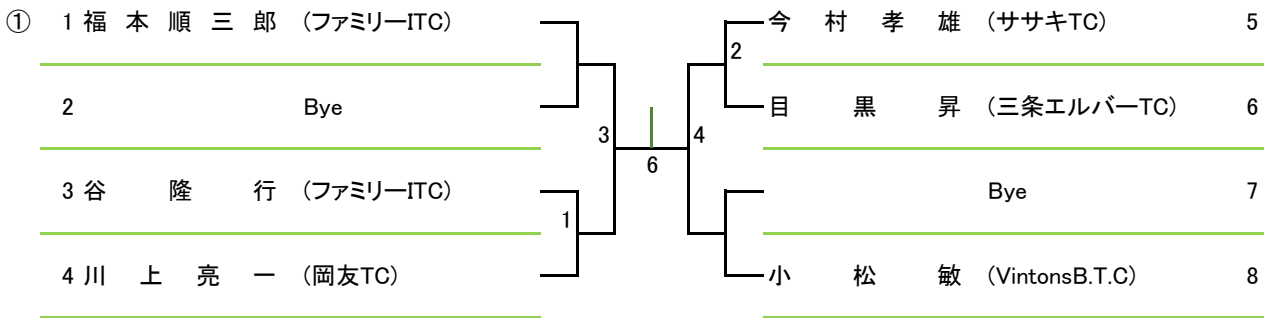 ① 1 福本順三郎 (ファミリーITC) 今村孝雄 (ササキTC) 5
2
2 Bye 目黒昇 (三条エルバーTC) 6
3 4
6
3 谷隆行 (ファミリーITC) Bye 7
1
4 川上亮一 (岡友TC) 小松敏 (VintonsB.T.C) 8